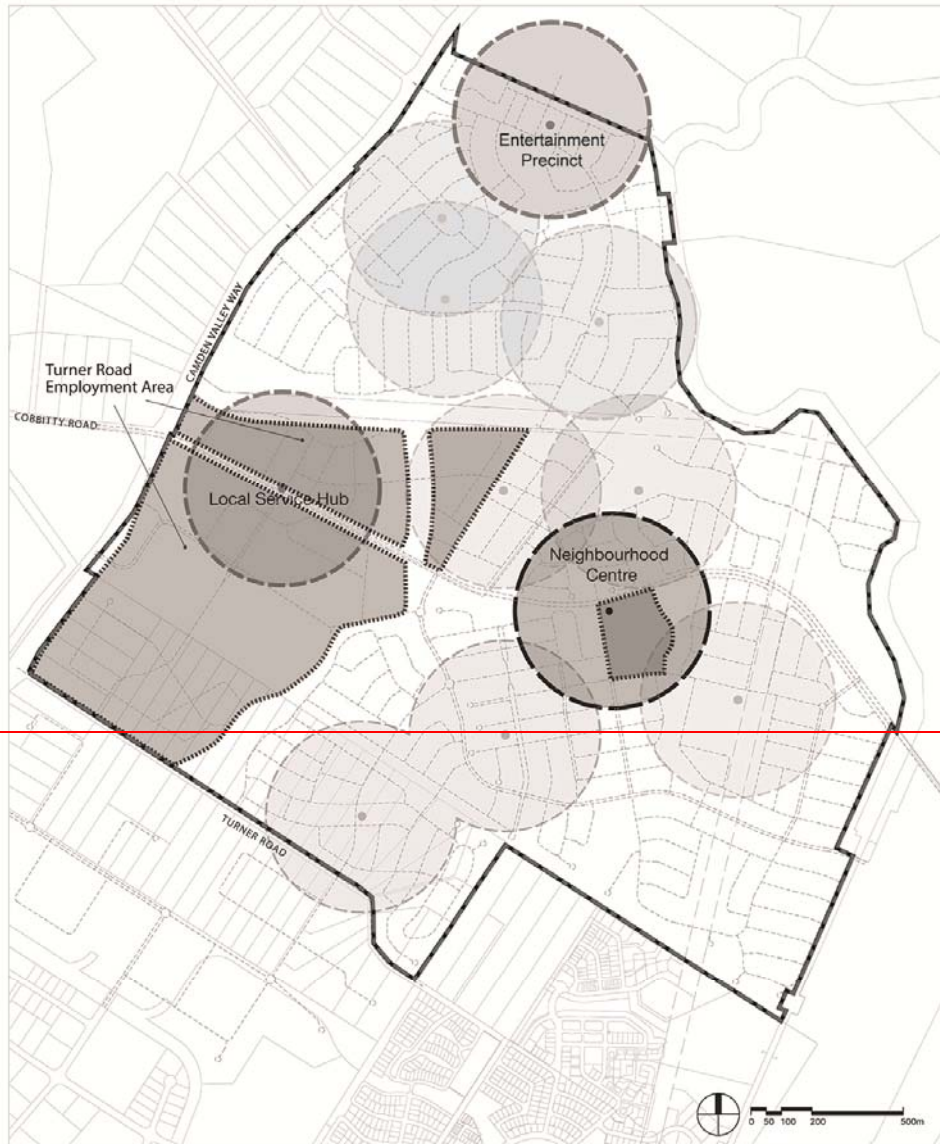 Entertainment
Precinct
CAMDEN VALLEY WAY
Turner Road
Employment Area
COBBITTY ROAD
Local Service Hub
Neighbourhood
Centre
TURNER ROAD
0 50 100 200 500m